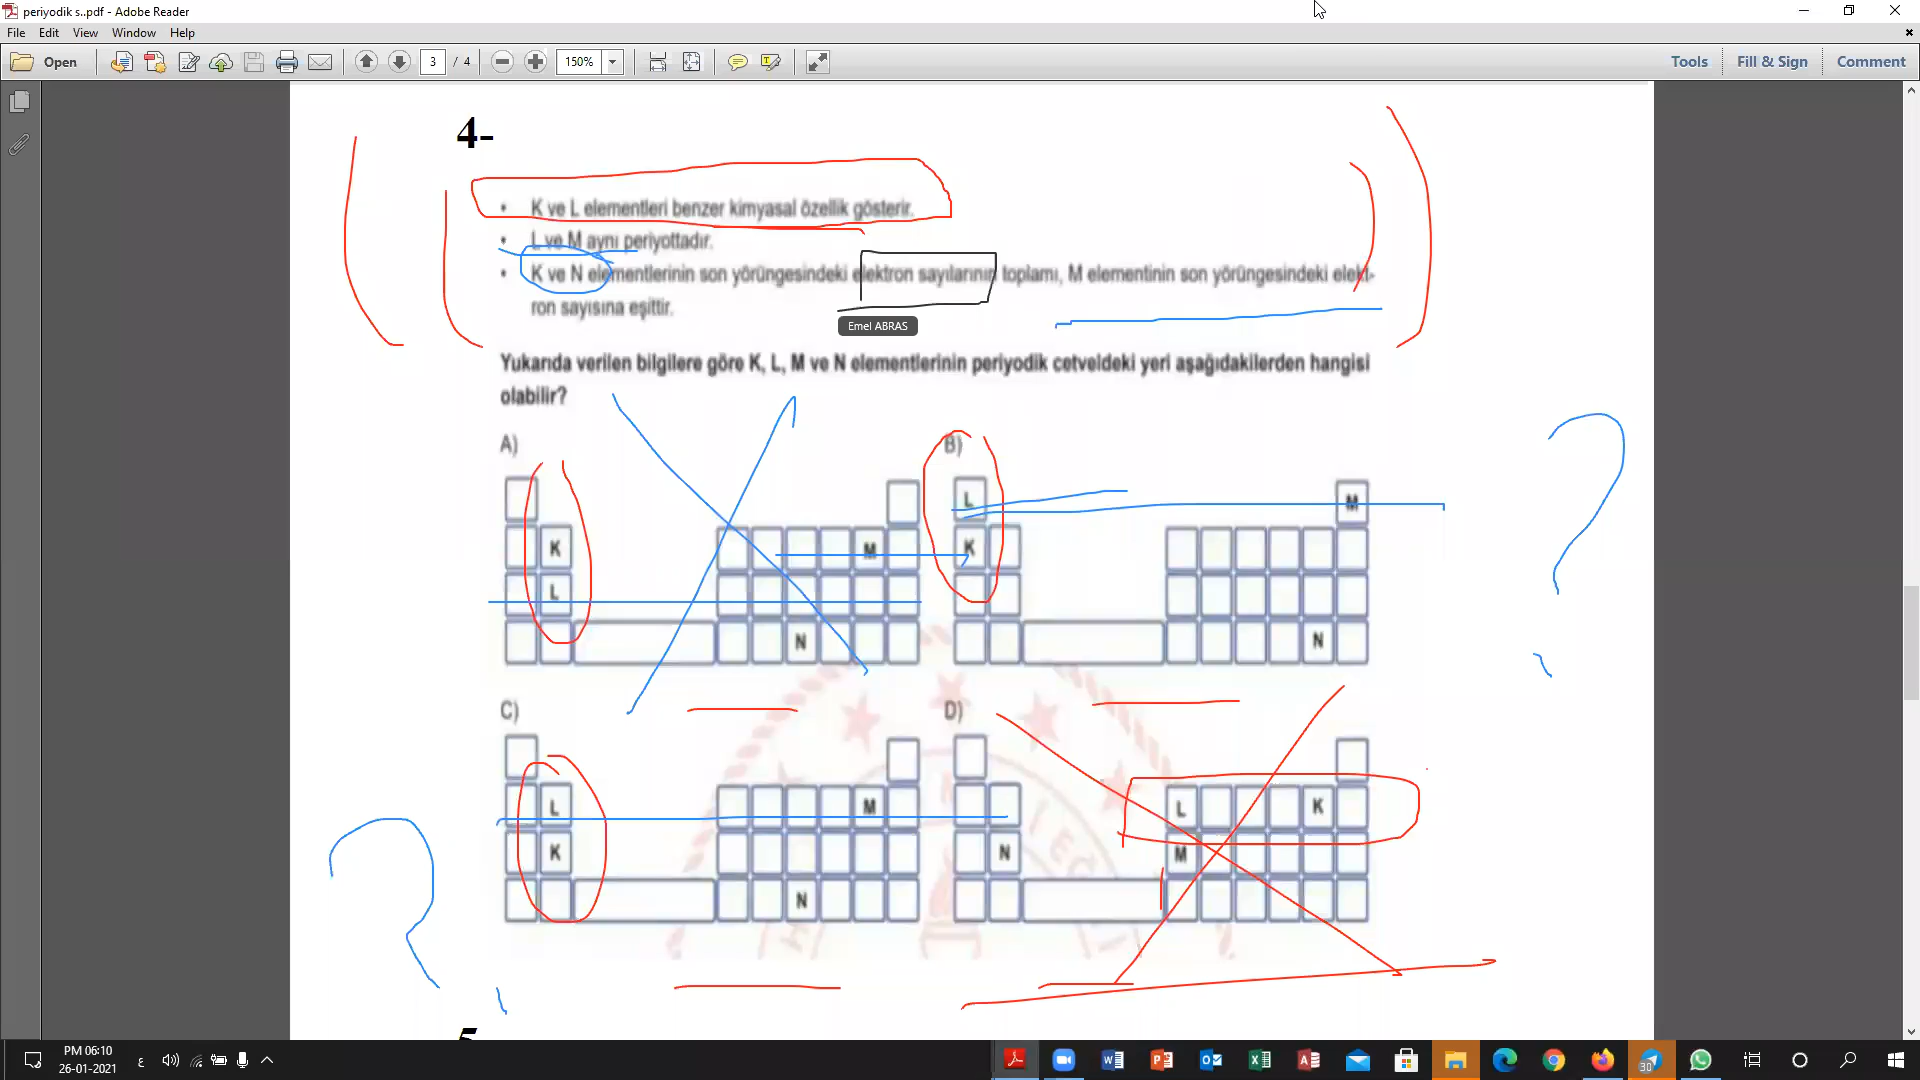 periyodik s..pdf - Adobe Reader
File Edit View Window Help
Open 3 / 4 150% Tools Fill & Sign Comment
4-
• K ve L elementleri benzer kimyasal özellik gösterir.
• L ve M aynı periyottadır.
• K ve N elementlerinin son yörüngesindeki elektron sayılarının toplamı, M elementinin son yörüngesindeki elekt-
ron sayısına eşittir.
Emel ABRAS
Yukarıda verilen bilgilere göre K, L, M ve N elementlerinin periyodik cetveldeki yeri aşağıdakilerden hangisi
olabilir?
A)
K M
L
N
B)
L M
K
N
C)
L M
K
N
D)
L K
N M
PM 06:10
26-01-2021
ع
30